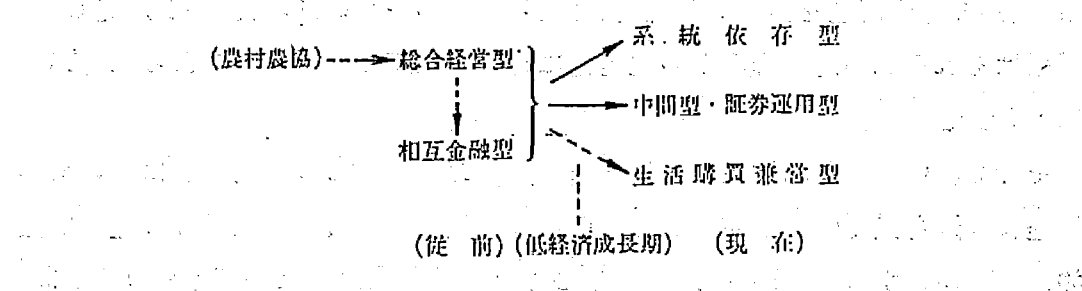 系統依存型
(農村農協) 総合経営型
中間型・証券運用型
相互金融型
生活購買兼営型
(従前) (低経済成長期) (現在)